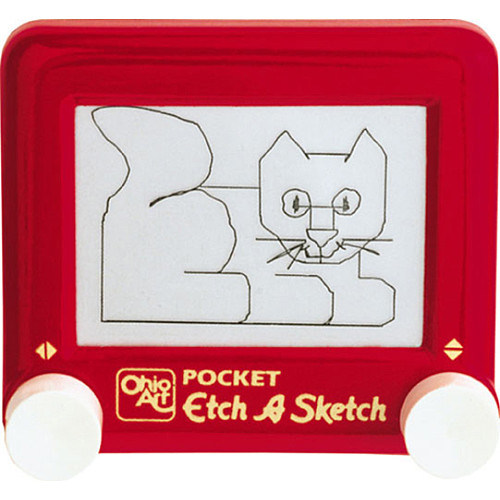 Ohio Art
POCKET
Etch A Sketch